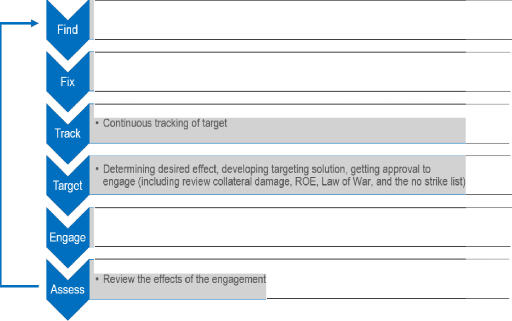 Find
Fix
Track
• Continuous tracking of target
Target
• Determining desired effect, developing targeting solution, getting approval to
engage (including review collateral damage, ROE, Law of War, and the no strike list)
Engage
Assess
• Review the effects of the engagement